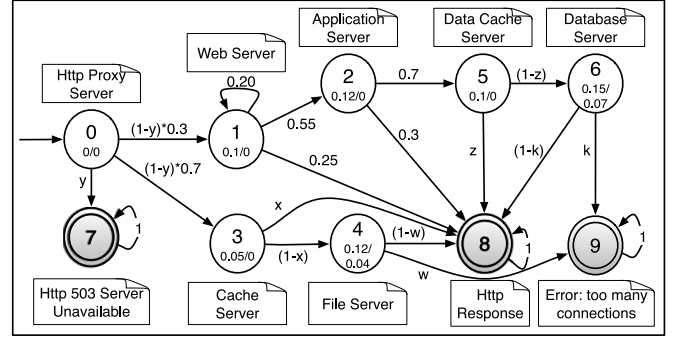 Application
Server
Data Cache
Server
Database
Server
Web Server
Http Proxy
Server
0.20
2
0.12/0
0.7
5
0.1/0
(1-z)
6
0.15/
0.07
0
0/0
(1-y)*0.3
1
0.1/0
0.55
0.3
z
(1-k)
k
(1-y)*0.7
0.25
y
x
7
1
3
0.05/0
(1-x)
4
0.12/
0.04
(1-w)
w
8
1
9
1
Http 503 Server
Unavailable
Cache
Server
File Server
Http
Response
Error: too many
connections